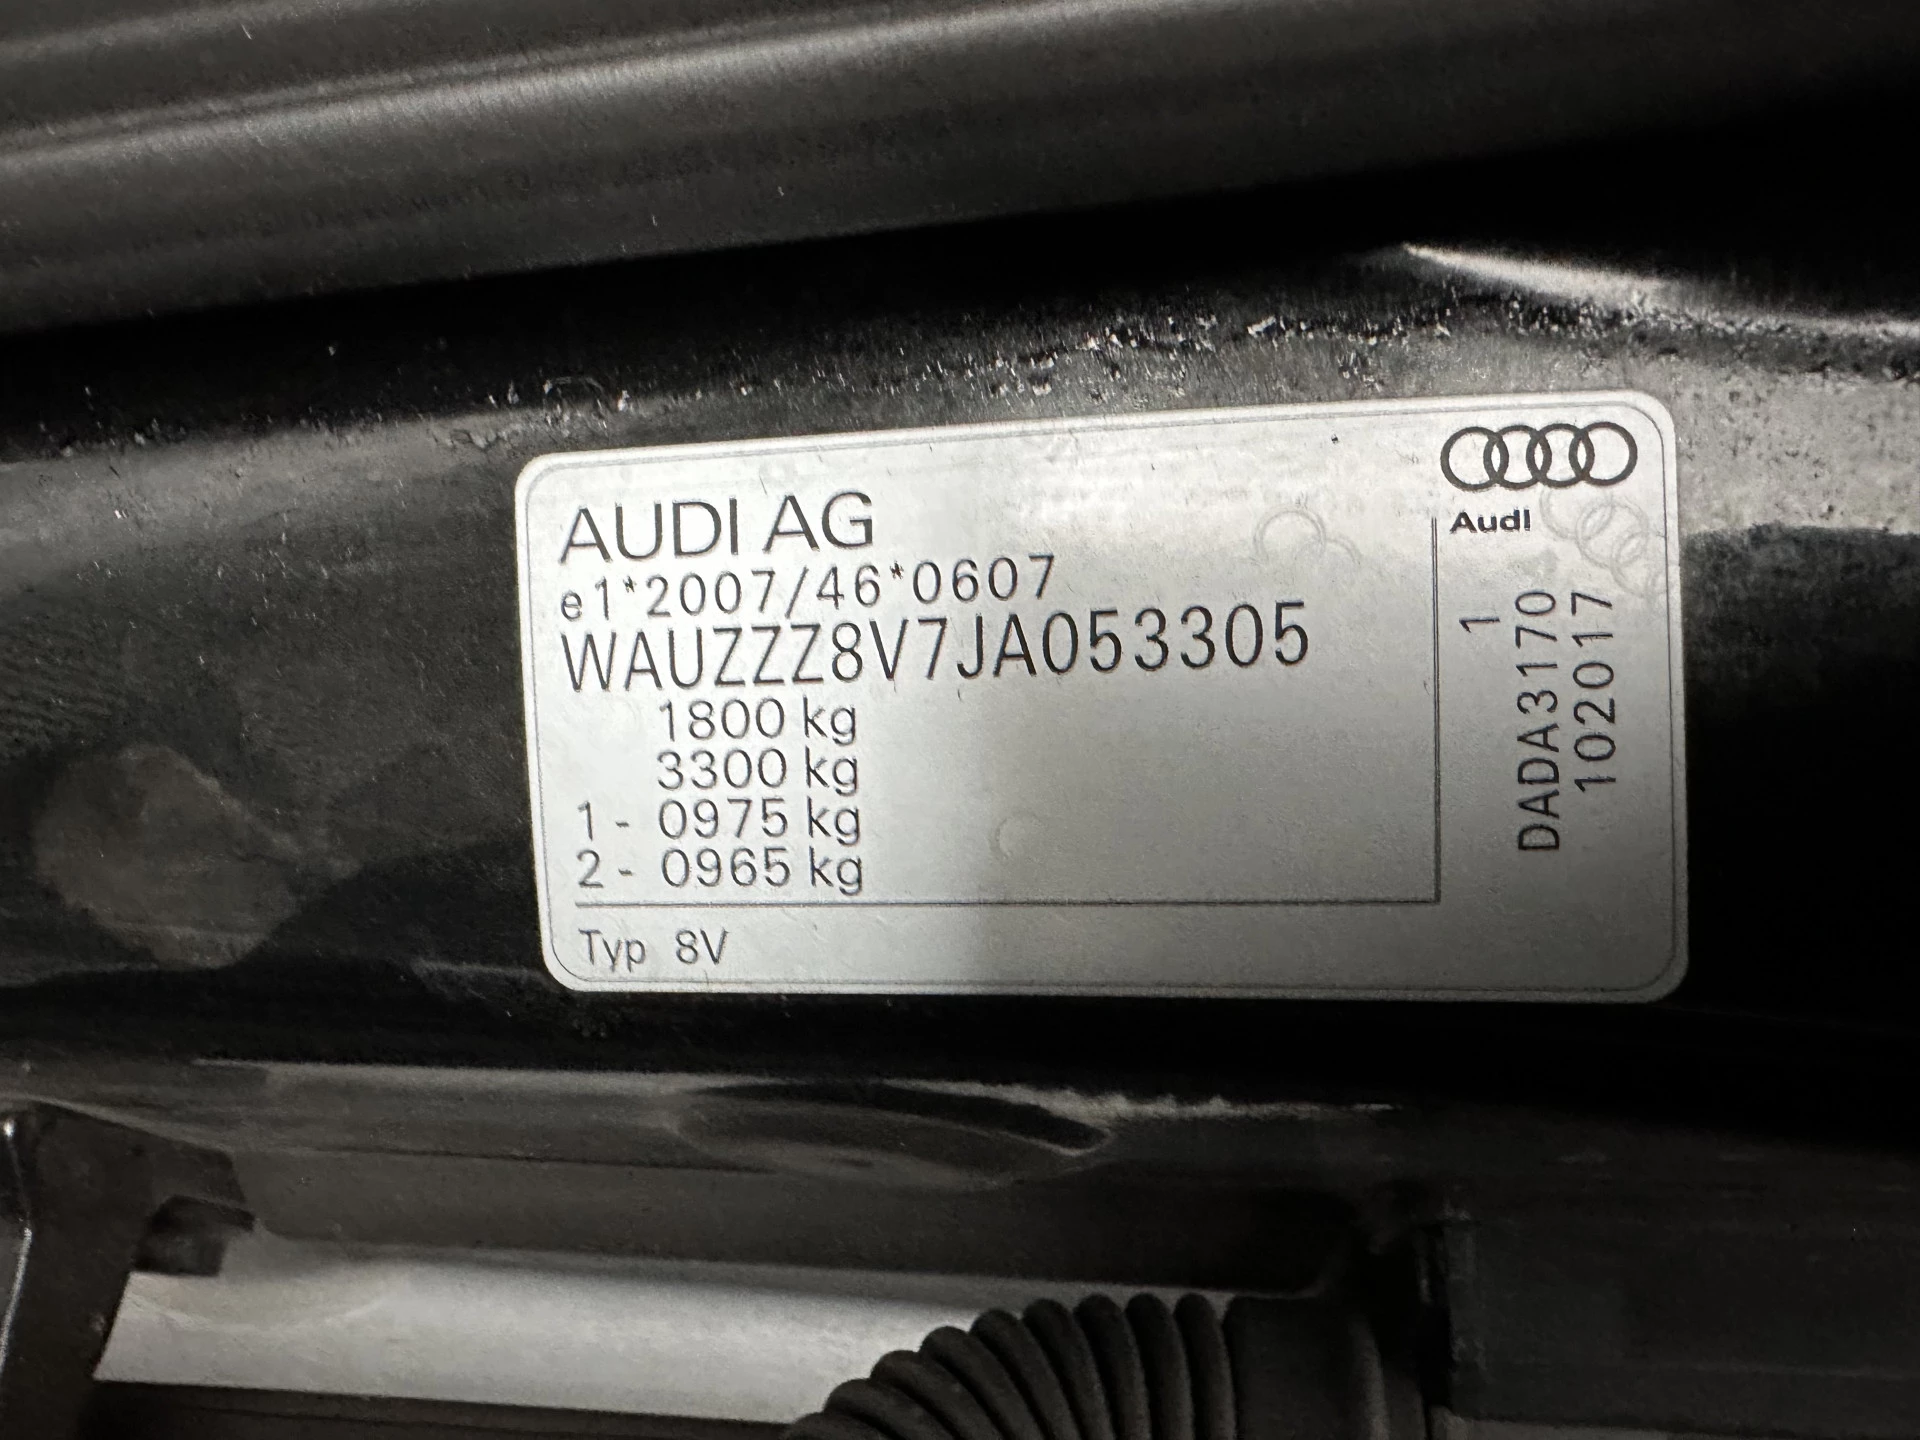 AUDI AG
e1*2007/46*0607
WAUZZZ8V7JA053305
1800 kg
3300 kg
1- 0975 kg
2- 0965 kg
Typ 8V
Audi
1
DADA3170
102017